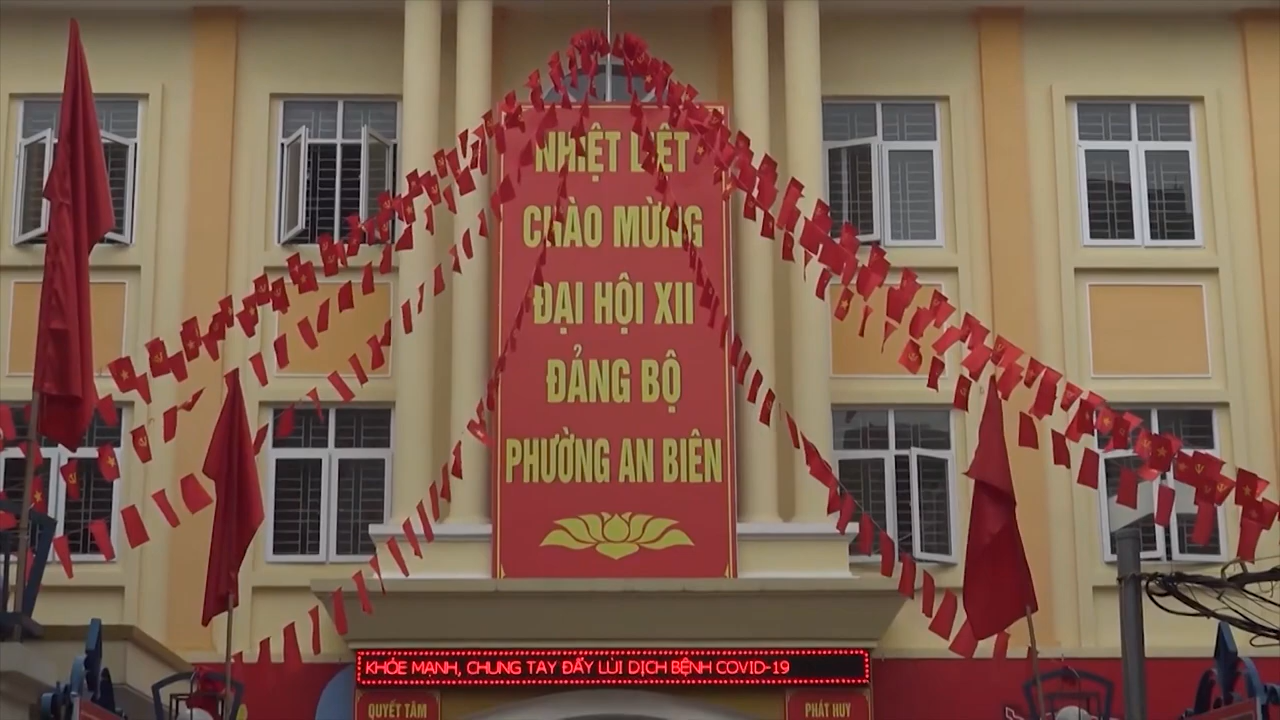 NHIỆT LIỆT
CHÀO MỪNG
ĐẠI HỘI XII
ĐẢNG BỘ
PHƯỜNG AN BIÊN
KHỎE MẠNH, CHUNG TAY ĐẨY LÙI DỊCH BỆNH COVID-19
QUYẾT TÂM
PHÁT HUY